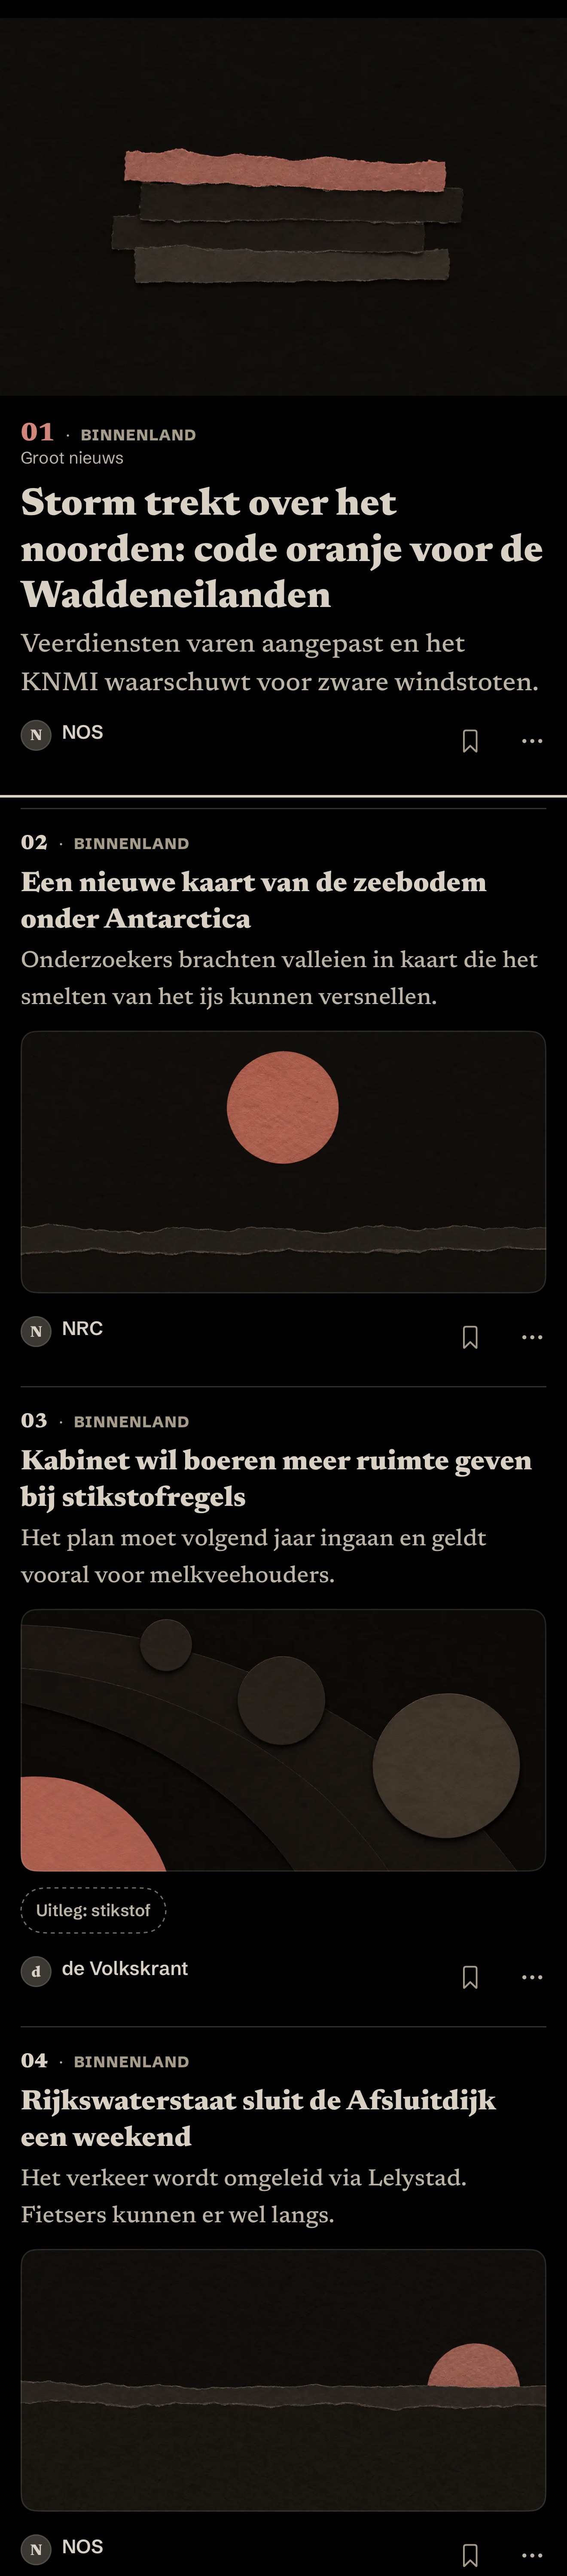 01 · BINNENLAND
Groot nieuws
Storm trekt over het
noorden: code oranje voor de
Waddeneilanden
Veerdiensten varen aangepast en het
KNMI waarschuwt voor zware windstoten.
N NOS
02 · BINNENLAND
Een nieuwe kaart van de zeebodem
onder Antarctica
Onderzoekers brachten valleien in kaart die het
smelten van het ijs kunnen versnellen.
N NRC
03 · BINNENLAND
Kabinet wil boeren meer ruimte geven
bij stikstofregels
Het plan moet volgend jaar ingaan en geldt
vooral voor melkveehouders.
Uitleg: stikstof
d de Volkskrant
04 · BINNENLAND
Rijkswaterstaat sluit de Afsluitdijk
een weekend
Het verkeer wordt omgeleid via Lelystad.
Fietsers kunnen er wel langs.
N NOS